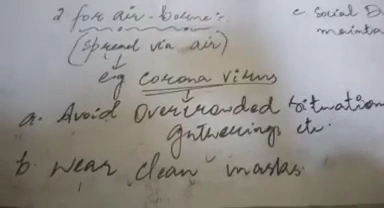 2 for air-borne:-
(spread via air)
eg corona virus
a. Avoid Overcrowded situation
gatherings etc.
b. wear clean masks.
c. Social D
mainta